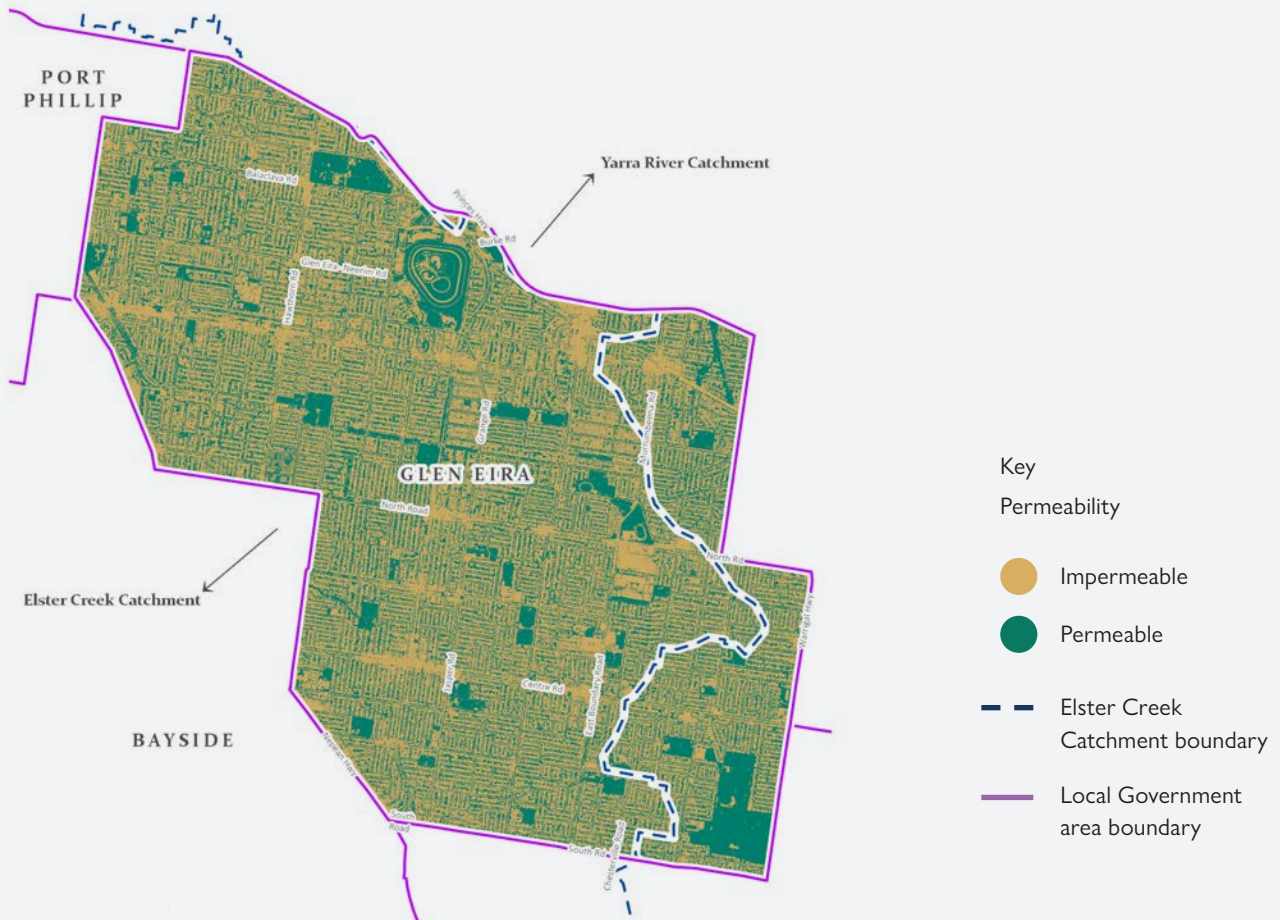 PORT
PHILLIP
Yarra River Catchment
Balaclava Rd
Princes Hwy
Burke Rd
Glen Eira-Neerim Rd
Hawthorn Rd
Murrumbeena Rd
Grange Rd
GLEN EIRA
North Road
North Rd
Elster Creek Catchment
Warrigal Hwy
Jasper Rd
Centre Rd
East Boundary Road
BAYSIDE
Nepean Hwy
South
Road
South Rd
Chesterville Road
Key
Permeability
Impermeable
Permeable
Elster Creek
Catchment boundary
Local Government
area boundary